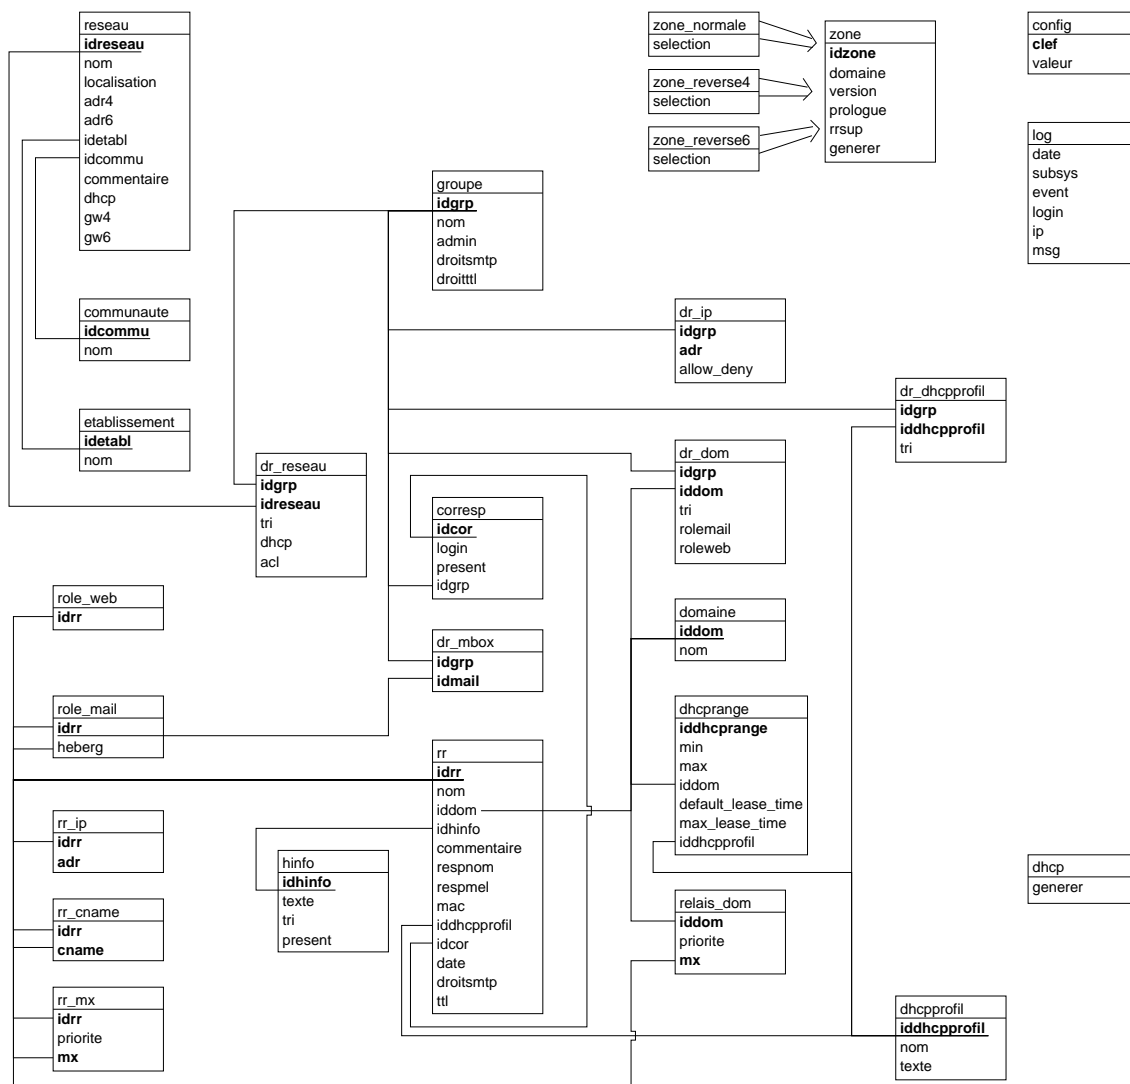 reseau
idreseau
nom
localisation
adr4
adr6
idetabl
idcommu
commentaire
dhcp
gw4
gw6
communaute
idcommu
nom
etablissement
idetabl
nom
zone_normale
selection
zone_reverse4
selection
zone_reverse6
selection
zone
idzone
domaine
version
prologue
rrsup
generer
config
clef
valeur
log
date
subsys
event
login
ip
msg
groupe
idgrp
nom
admin
droitsmtp
droitttl
dr_ip
idgrp
adr
allow_deny
dr_dhcpprofil
idgrp
iddhcpprofil
tri
dr_reseau
idgrp
idreseau
tri
dhcp
acl
corresp
idcor
login
present
idgrp
dr_dom
idgrp
iddom
tri
rolemail
roleweb
role_web
idrr
dr_mbox
idgrp
idmail
domaine
iddom
nom
role_mail
idrr
heberg
rr
idrr
nom
iddom
idhinfo
commentaire
respnom
respmel
mac
iddhcpprofil
idcor
date
droitsmtp
ttl
dhcprange
iddhcprange
min
max
iddom
default_lease_time
max_lease_time
iddhcpprofil
rr_ip
idrr
adr
hinfo
idhinfo
texte
tri
present
dhcp
generer
rr_cname
idrr
cname
relais_dom
iddom
priorite
mx
rr_mx
idrr
priorite
mx
dhcpprofil
iddhcpprofil
nom
texte